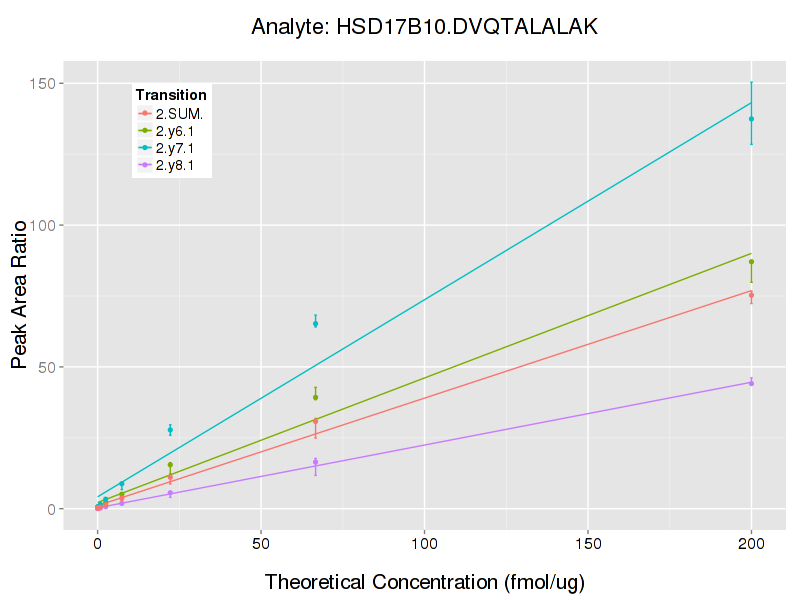 Analyte: HSD17B10.DVQTALALAK
150
100
50
0
Peak Area Ratio
Transition
2.SUM.
2.y6.1
2.y7.1
2.y8.1
0 50 100 150 200
Theoretical Concentration (fmol/ug)